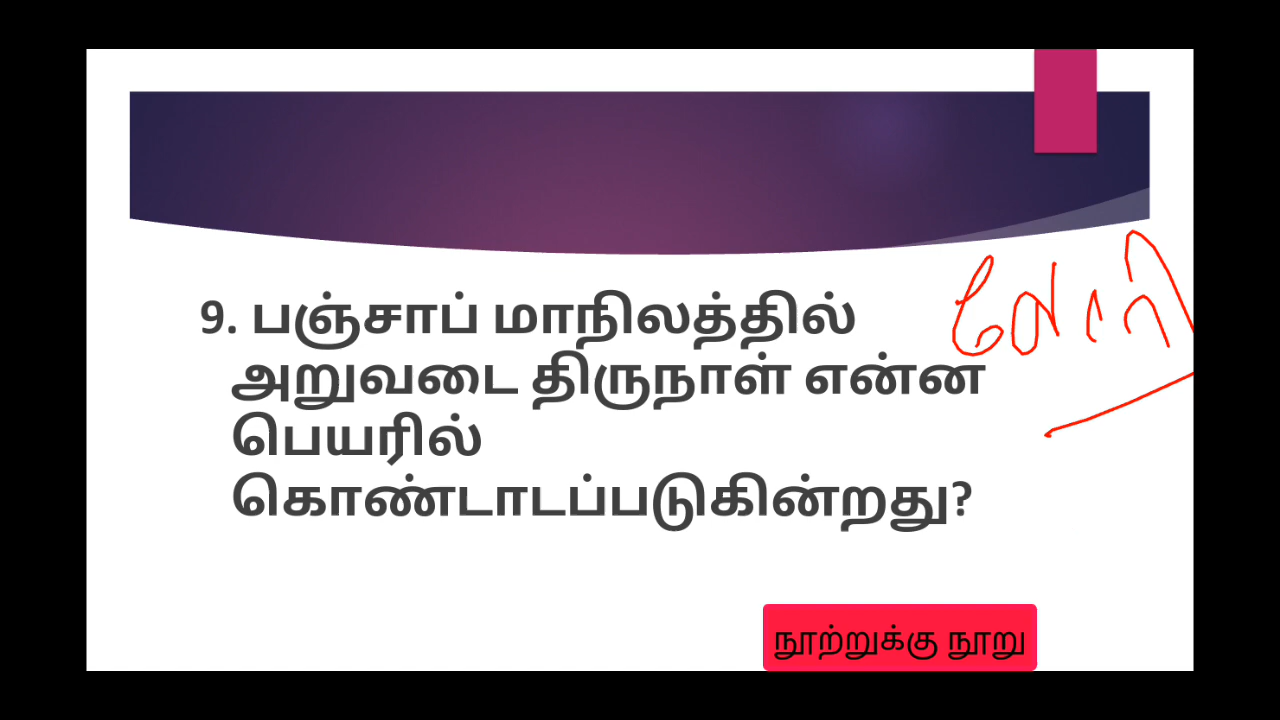 9. பஞ்சாப் மாநிலத்தில்
அறுவடை திருநாள் என்ன
பெயரில்
கொண்டாடப்படுகின்றது?
லோரி
நூற்றுக்கு நூறு